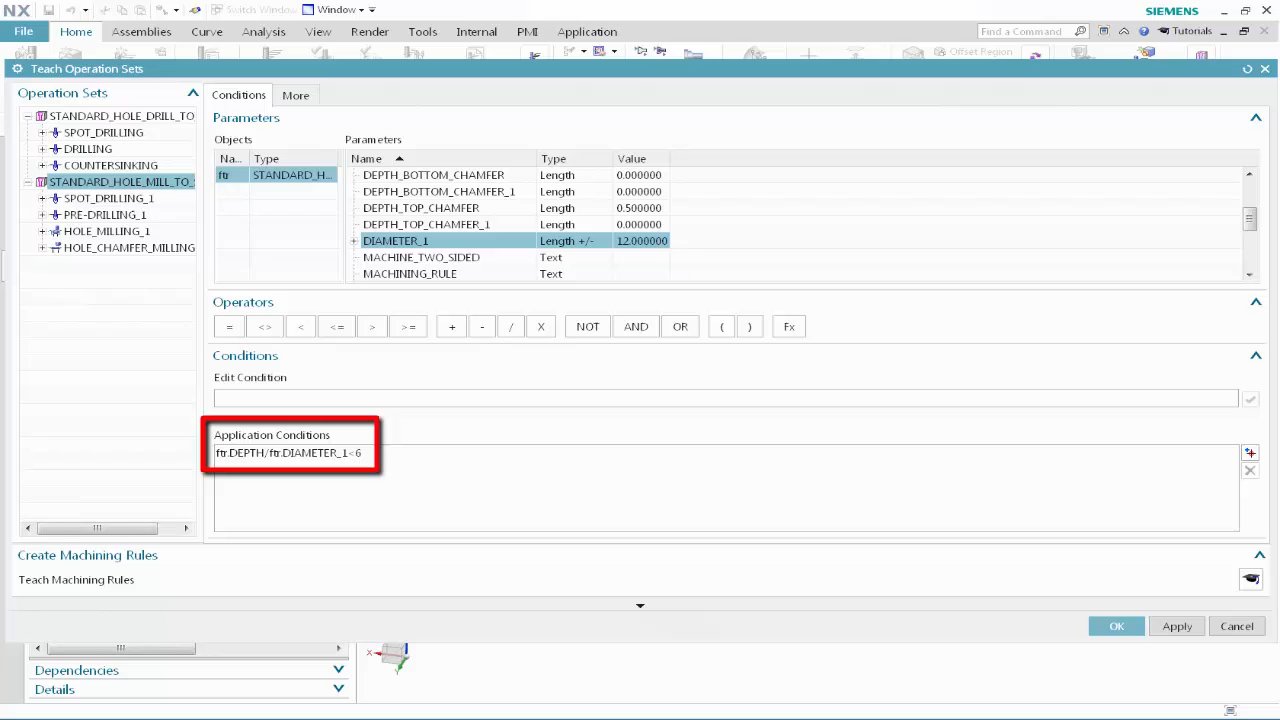 NX
Switch Window
Window
SIEMENS
File
Home
Assemblies
Curve
Analysis
View
Render
Tools
Internal
PMI
Application
Find a Command
Tutorials
Offset Region
Teach Operation Sets
Operation Sets
STANDARD_HOLE_DRILL_TO
SPOT_DRILLING
DRILLING
COUNTERSINKING
STANDARD_HOLE_MILL_TO_
SPOT_DRILLING_1
PRE-DRILLING_1
HOLE_MILLING_1
HOLE_CHAMFER_MILLING
Conditions
More
Parameters
Objects
Parameters
Na... Type
ftr STANDARD_H...
Name Type Value
DEPTH_BOTTOM_CHAMFER Length 0.000000
DEPTH_BOTTOM_CHAMFER_1 Length 0.000000
DEPTH_TOP_CHAMFER Length 0.500000
DEPTH_TOP_CHAMFER_1 Length 0.000000
DIAMETER_1 Length +/- 12.000000
MACHINE_TWO_SIDED Text
MACHINING_RULE Text
Operators
= <> < <= > >= + - / X NOT AND OR ( ) Fx
Conditions
Edit Condition
Application Conditions
ftr.DEPTH/ftr.DIAMETER_1<6
Create Machining Rules
Teach Machining Rules
OK
Apply
Cancel
X
Y
Dependencies
Details